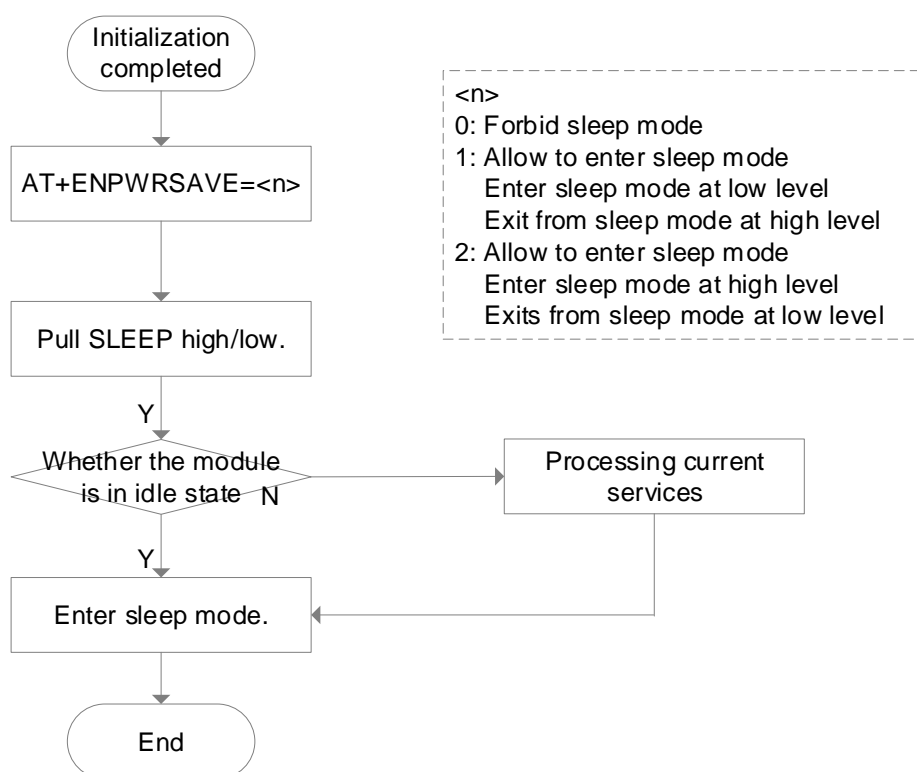 Initialization
completed
<n>
0: Forbid sleep mode
1: Allow to enter sleep mode
Enter sleep mode at low level
Exit from sleep mode at high level
2: Allow to enter sleep mode
Enter sleep mode at high level
Exits from sleep mode at low level
AT+ENPWRSAVE=<n>
Pull SLEEP high/low.
Y
Whether the module
is in idle state
N
Processing current
services
Y
Enter sleep mode.
End